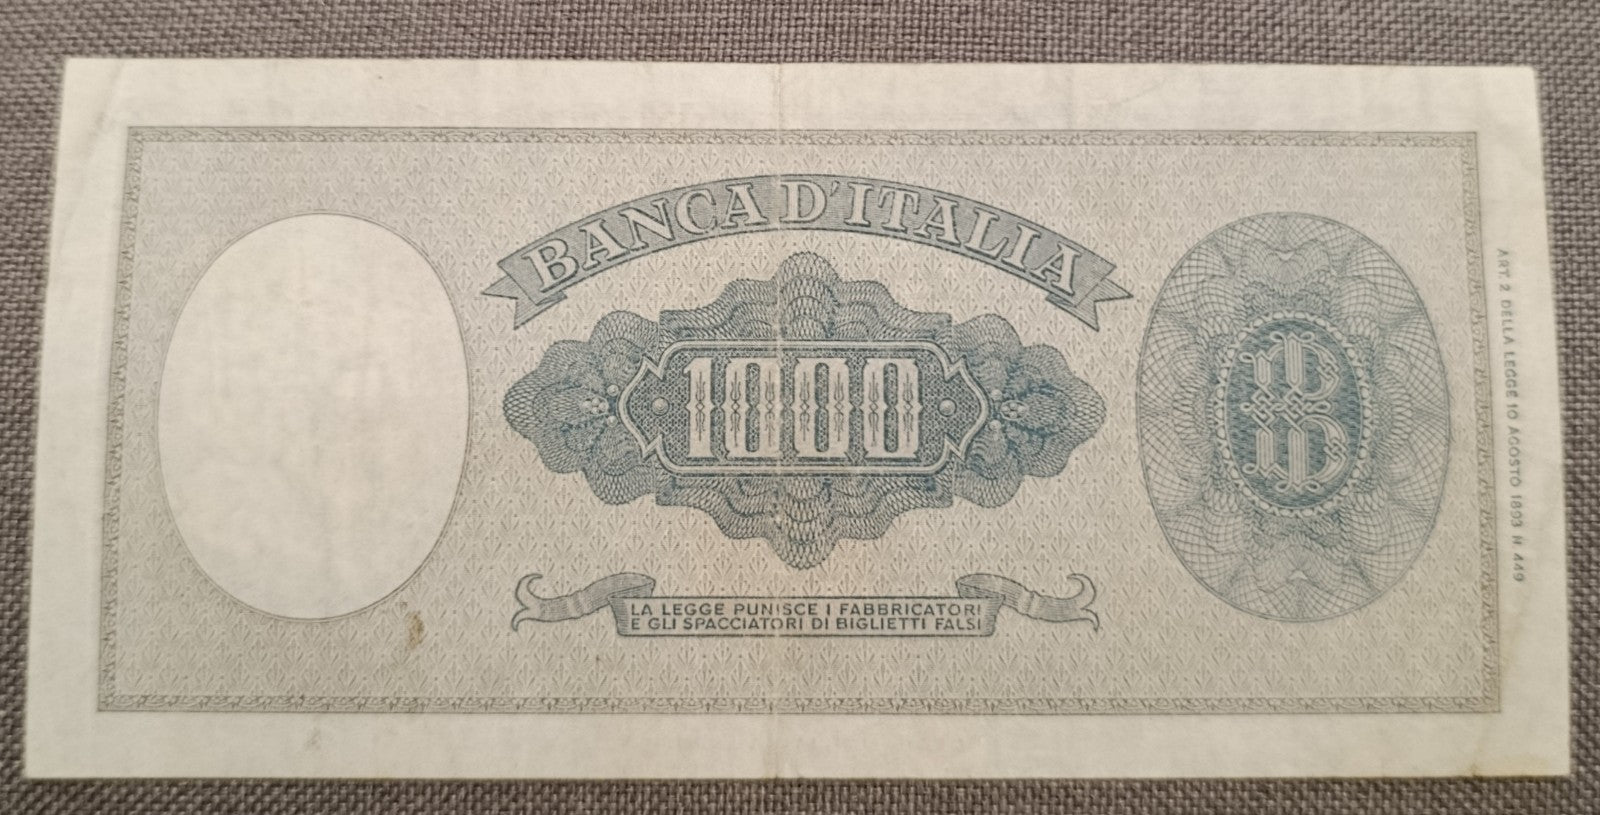 BANCA D'ITALIA
1000
LA LEGGE PUNISCE I FABBRICATORI
E GLI SPACCIATORI DI BIGLIETTI FALSI
ART. 2 DELLA LEGGE 10 AGOSTO 1893 N 449